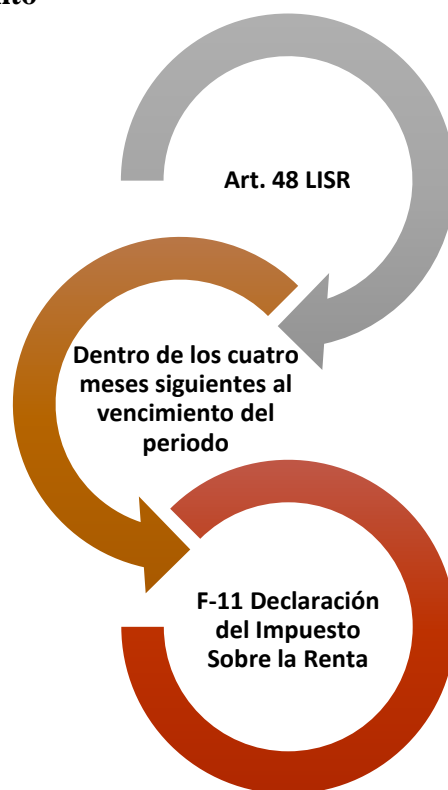 Art. 48 LISR
Dentro de los cuatro
meses siguientes al
vencimiento del
periodo
F-11 Declaración
del Impuesto
Sobre la Renta